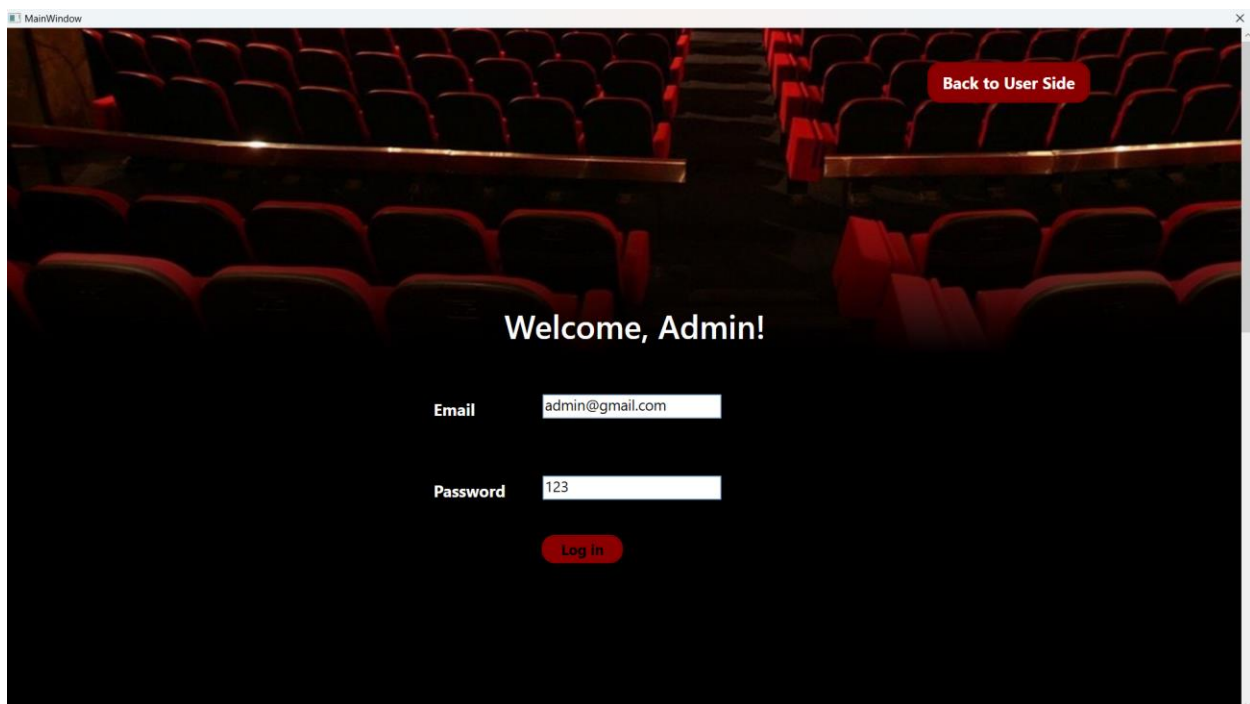 MainWindow
Back to User Side
Welcome, Admin!
Email
admin@gmail.com
Password
123
Log in